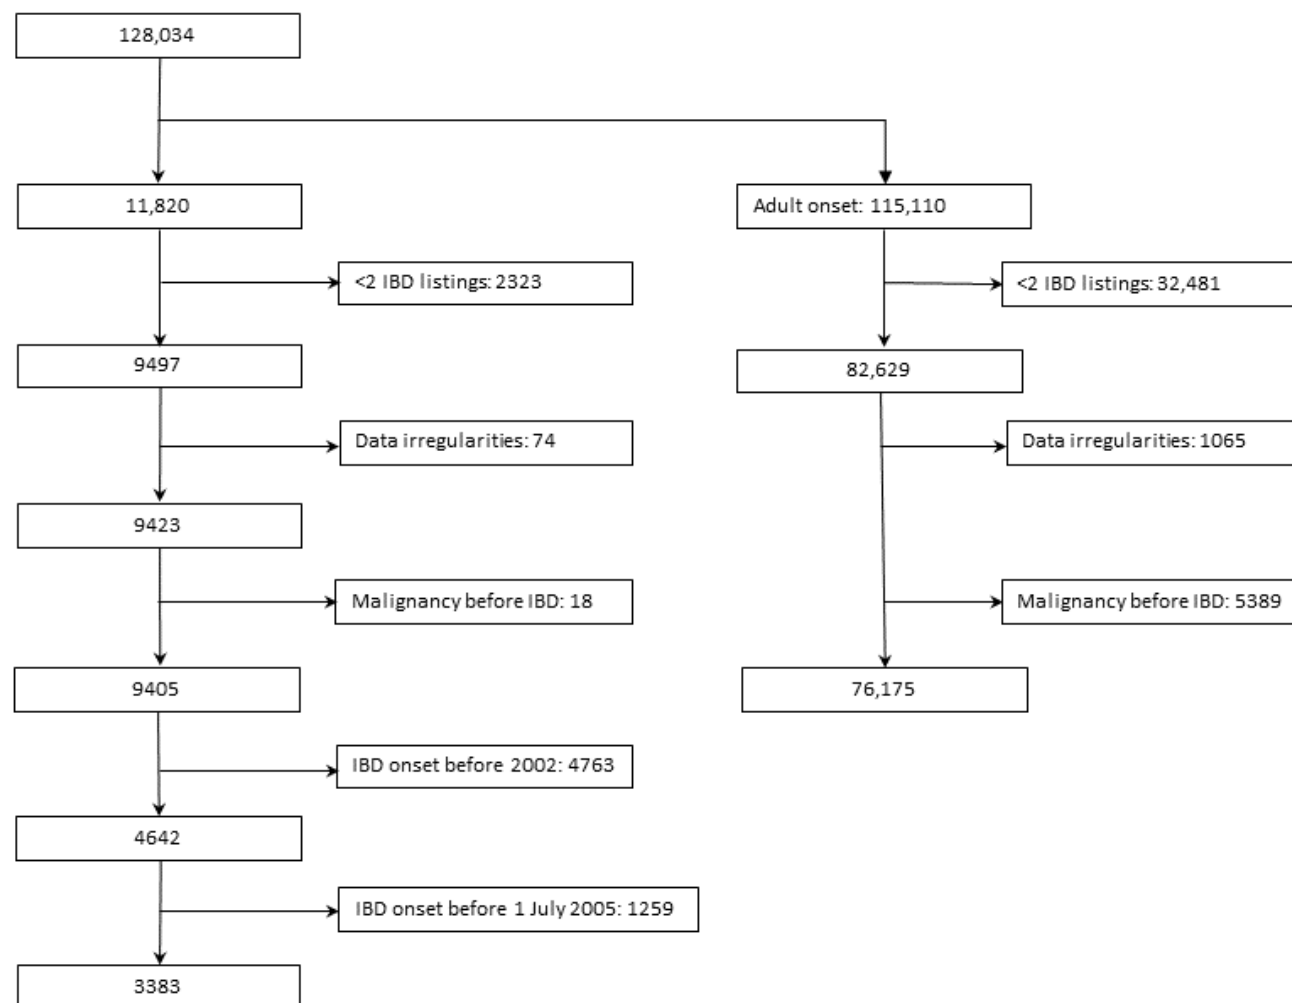 128,034
11,820
Adult onset: 115,110
<2 IBD listings: 2323
<2 IBD listings: 32,481
9497
82,629
Data irregularities: 74
Data irregularities: 1065
9423
Malignancy before IBD: 18
Malignancy before IBD: 5389
9405
76,175
IBD onset before 2002: 4763
4642
IBD onset before 1 July 2005: 1259
3383